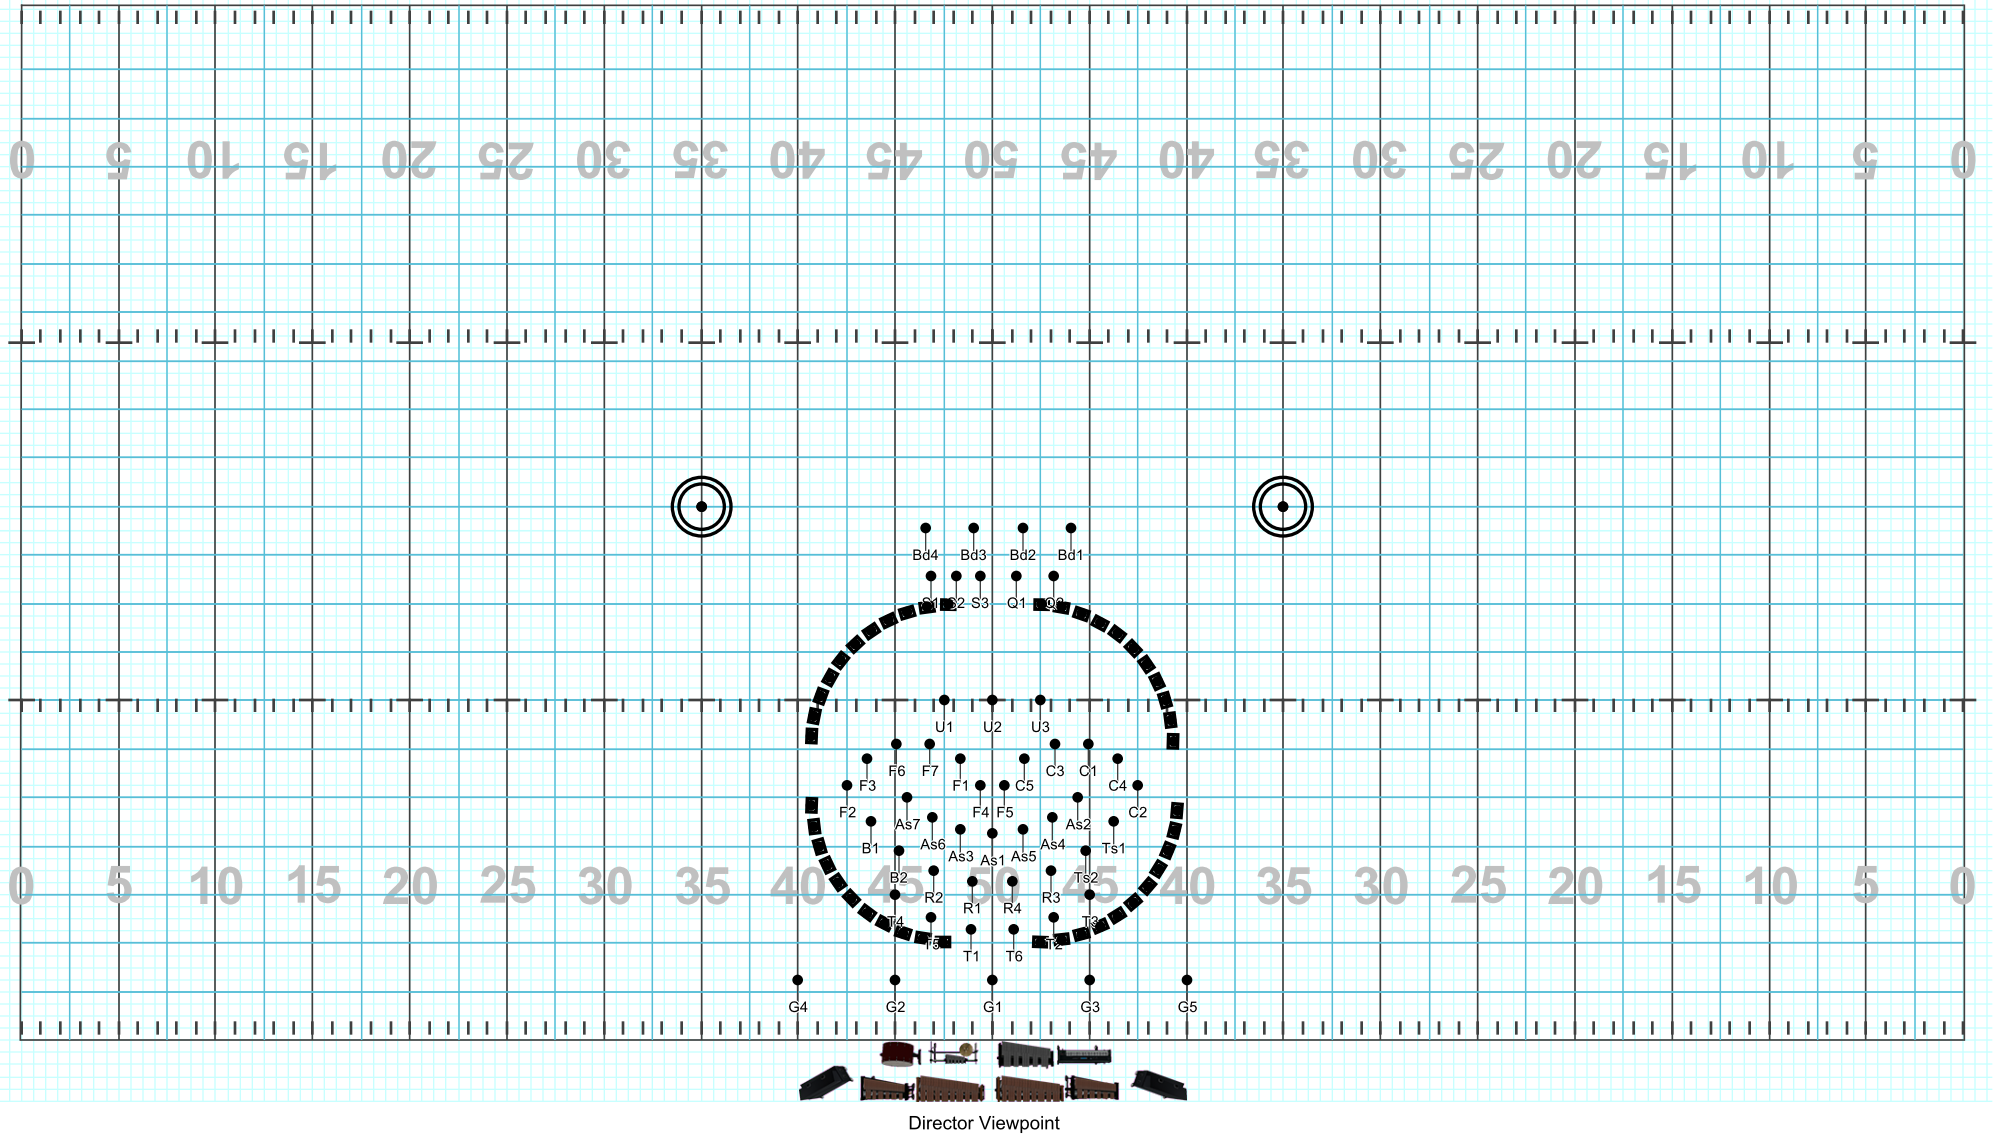 0 5 10 15 20 25 30 35 40 45 50 45 40 35 30 25 20 15 10 5 0
Bd4 Bd3 Bd2 Bd1
S1 S2 S3 Q1 Q2
U1 U2 U3
F3 F6 F7 F1 C5 C3 C1 C4
F2 F4 F5 C2
As7 As6 As3 As1 As5 As4 As2
B1 Ts1
B2 Ts2
0 5 10 15 20 25 30 35 40 45 50 45 40 35 30 25 20 15 10 5 0
R2 R1 R4 R3
T4 T3
T5 T1 T6 T2
G4 G2 G1 G3 G5
Director Viewpoint